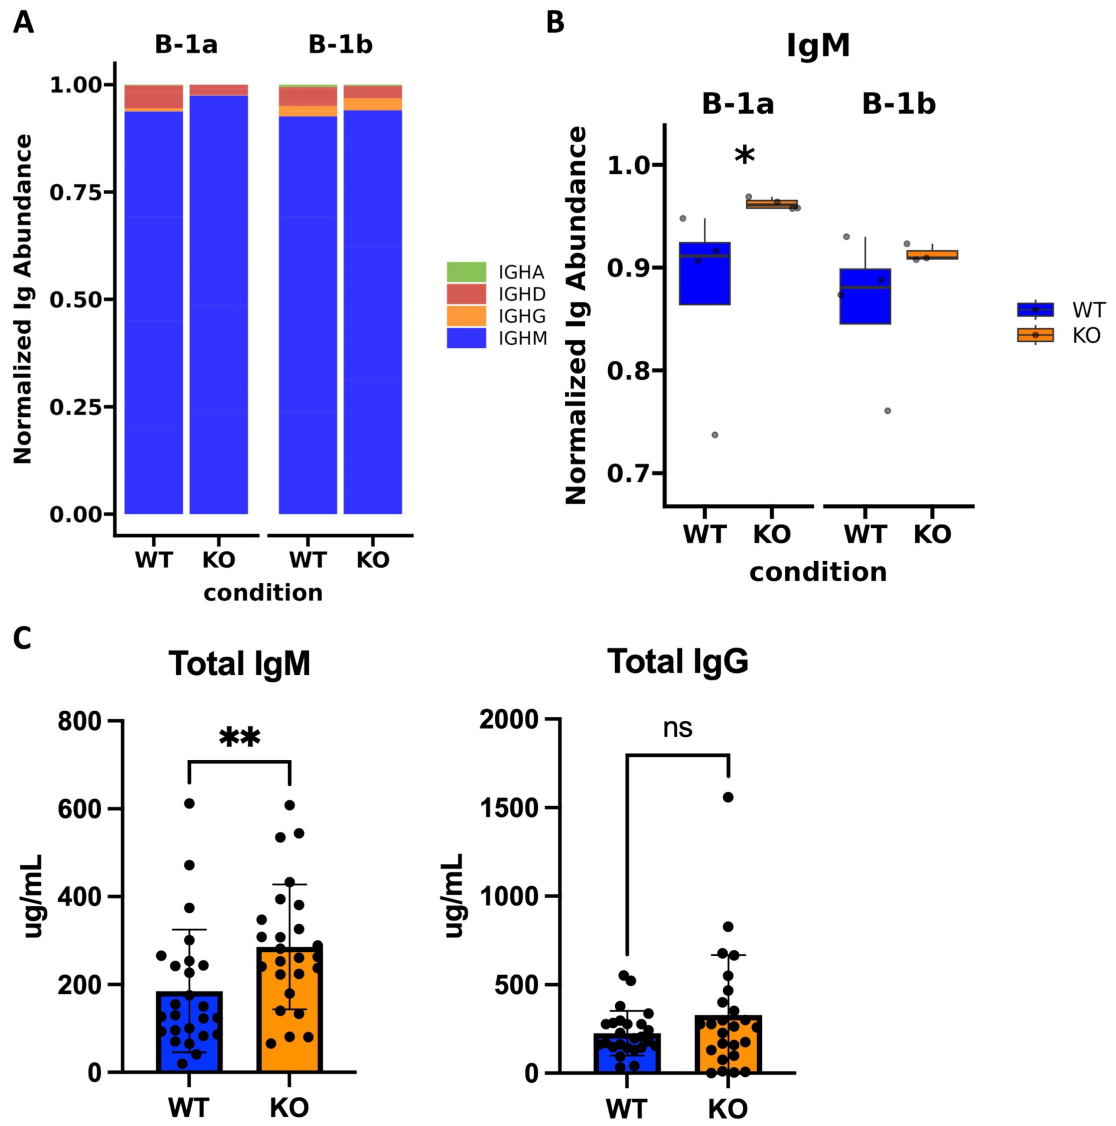 A
B-1a B-1b
Normalized Ig Abundance
1.00
0.75
0.50
0.25
0.00
WT KO WT KO
condition
IGHA
IGHD
IGHG
IGHM
B
IgM
B-1a B-1b
Normalized Ig Abundance
*
1.0
0.9
0.8
0.7
WT KO WT KO
condition
WT
KO
C
Total IgM
ug/mL
800
600
400
200
0
**
WT KO
Total IgG
ug/mL
2000
1500
1000
500
0
ns
WT KO